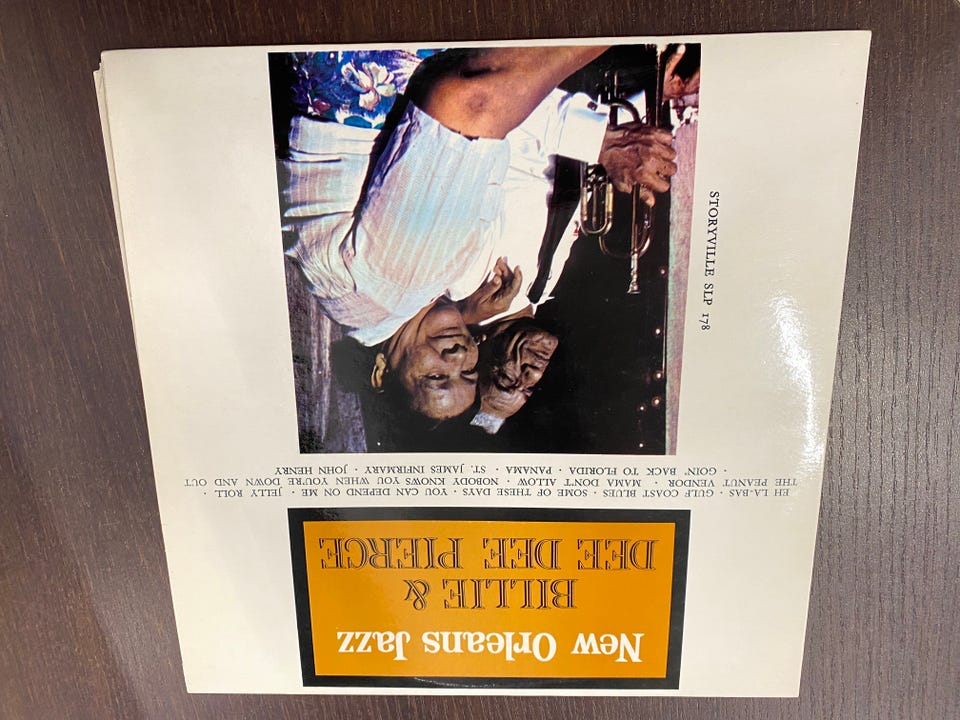 New Orleans Jazz
BILLIE &
DEE DEE PIERCE
EH LA-BAS · GULF COAST BLUES · SOME OF THESE DAYS · YOU CAN DEPEND ON ME · JELLY ROLL ·
THE PEANUT VENDOR · MAMA DON'T ALLOW · NOBODY KNOWS YOU WHEN YOU'RE DOWN AND OUT
· GOIN' BACK TO FLORIDA · PANAMA · ST. JAMES INFIRMARY · JOHN HENRY
STORYVILLE SLP 178